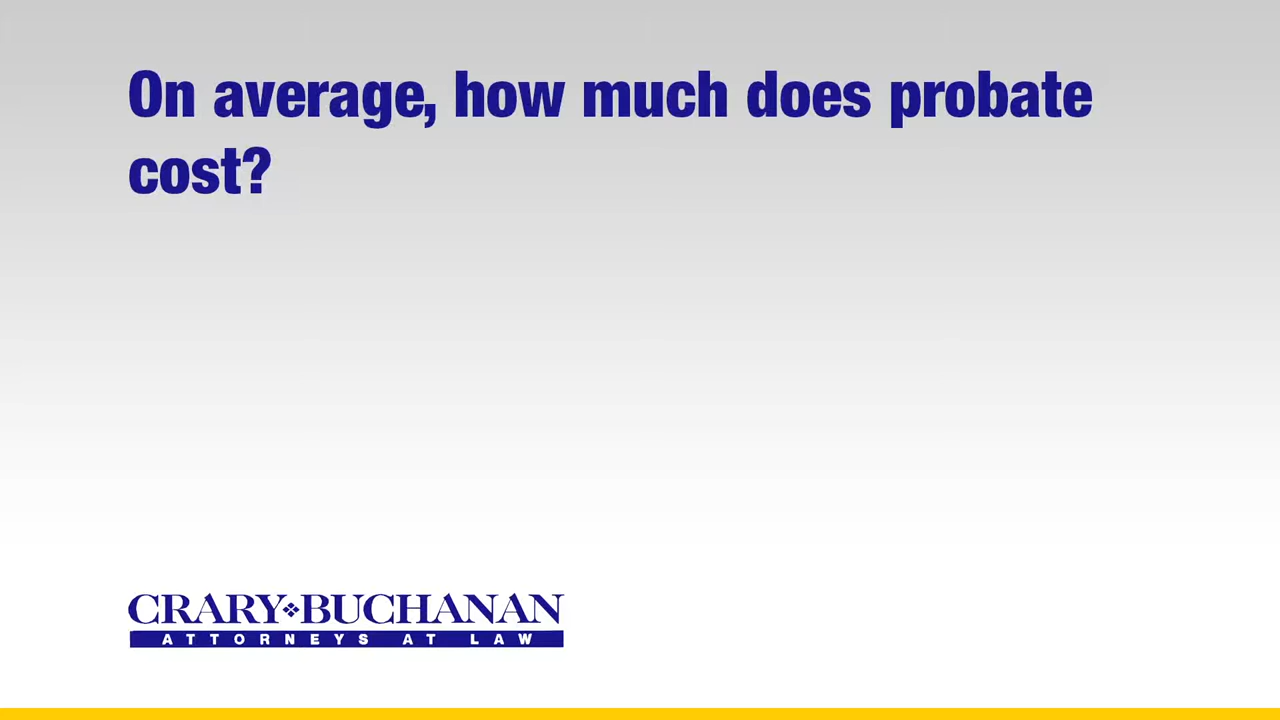 On average, how much does probate
cost?
CRARY❖BUCHANAN
ATTORNEYS AT LAW